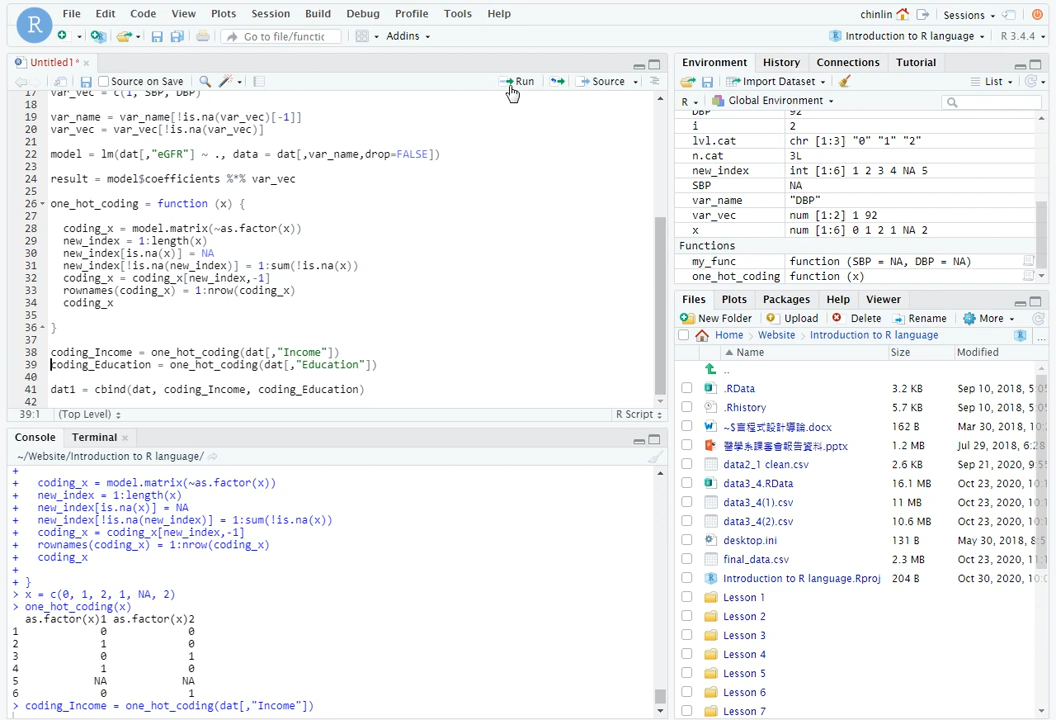 File Edit Code View Plots Session Build Debug Profile Tools Help
chinlin
Sessions
Go to file/functic
Addins
Introduction to R language
R 3.4.4
Untitled1*
Source on Save
Run
Source
17 var_vec = c(1, SBP, DBP)
18
19 var_name = var_name[!is.na(var_vec)[-1]]
20 var_vec = var_vec[!is.na(var_vec)]
21
22 model = lm(dat[,"eGFR"] ~ ., data = dat[,var_name,drop=FALSE])
23
24 result = model$coefficients %*% var_vec
25
26 one_hot_coding = function (x) {
27
28 coding_x = model.matrix(~as.factor(x))
29 new_index = 1:length(x)
30 new_index[is.na(x)] = NA
31 new_index[!is.na(new_index)] = 1:sum(!is.na(x))
32 coding_x = coding_x[new_index,-1]
33 rownames(coding_x) = 1:nrow(coding_x)
34 coding_x
35
36 }
37
38 coding_Income = one_hot_coding(dat[,"Income"])
39 coding_Education = one_hot_coding(dat[,"Education"])
40
41 dat1 = cbind(dat, coding_Income, coding_Education)
42
39:1 (Top Level) R Script
Console Terminal
~/Website/Introduction to R language/
+
+ coding_x = model.matrix(~as.factor(x))
+ new_index = 1:length(x)
+ new_index[is.na(x)] = NA
+ new_index[!is.na(new_index)] = 1:sum(!is.na(x))
+ coding_x = coding_x[new_index,-1]
+ rownames(coding_x) = 1:nrow(coding_x)
+ coding_x
+
+ }
> x = c(0, 1, 2, 1, NA, 2)
> one_hot_coding(x)
as.factor(x)1 as.factor(x)2
1 0 0
2 1 0
3 0 1
4 1 0
5 NA NA
6 0 1
> coding_Income = one_hot_coding(dat[,"Income"])
Environment History Connections Tutorial
Import Dataset
List
R
Global Environment
DBP 92
i 2
lvl.cat chr [1:3] "0" "1" "2"
n.cat 3L
new_index int [1:6] 1 2 3 4 NA 5
SBP NA
var_name "DBP"
var_vec num [1:2] 1 92
x num [1:6] 0 1 2 1 NA 2
Functions
my_func function (SBP = NA, DBP = NA)
one_hot_coding function (x)
Files Plots Packages Help Viewer
New Folder Upload Delete Rename More
Home Website Introduction to R language
Name Size Modified
..
.RData 3.2 KB Sep 10, 2018, 5:0
.Rhistory 5.7 KB Sep 10, 2018, 5:0
~$言程式設計導論.docx 162 B Mar 30, 2018, 10:
醫學系課審會報告資料.pptx 1.2 MB Jul 29, 2018, 6:28
data2_1 clean.csv 2.6 KB Sep 21, 2020, 9:5
data3_4.RData 16.1 MB Oct 23, 2020, 10:
data3_4(1).csv 11 MB Oct 23, 2020, 10:
data3_4(2).csv 10.6 MB Oct 23, 2020, 10:
desktop.ini 131 B May 30, 2018, 8:5
final_data.csv 2.3 MB Oct 23, 2020, 11:
Introduction to R language.Rproj 204 B Oct 30, 2020, 10:
Lesson 1
Lesson 2
Lesson 3
Lesson 4
Lesson 5
Lesson 6
Lesson 7